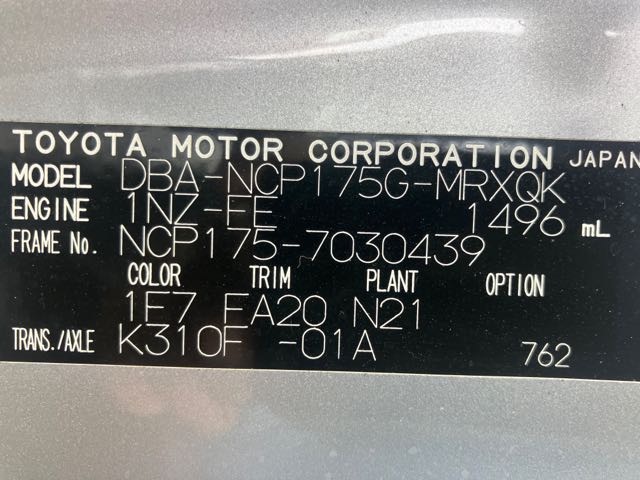 TOYOTA MOTOR CORPORATION JAPAN
MODEL DBA-NCP175G-MRXQK
ENGINE 1NZ-FE 1496 mL
FRAME No. NCP175-7030439
COLOR TRIM PLANT OPTION
1F7 FA20 N21
TRANS./AXLE K310F -01A 762